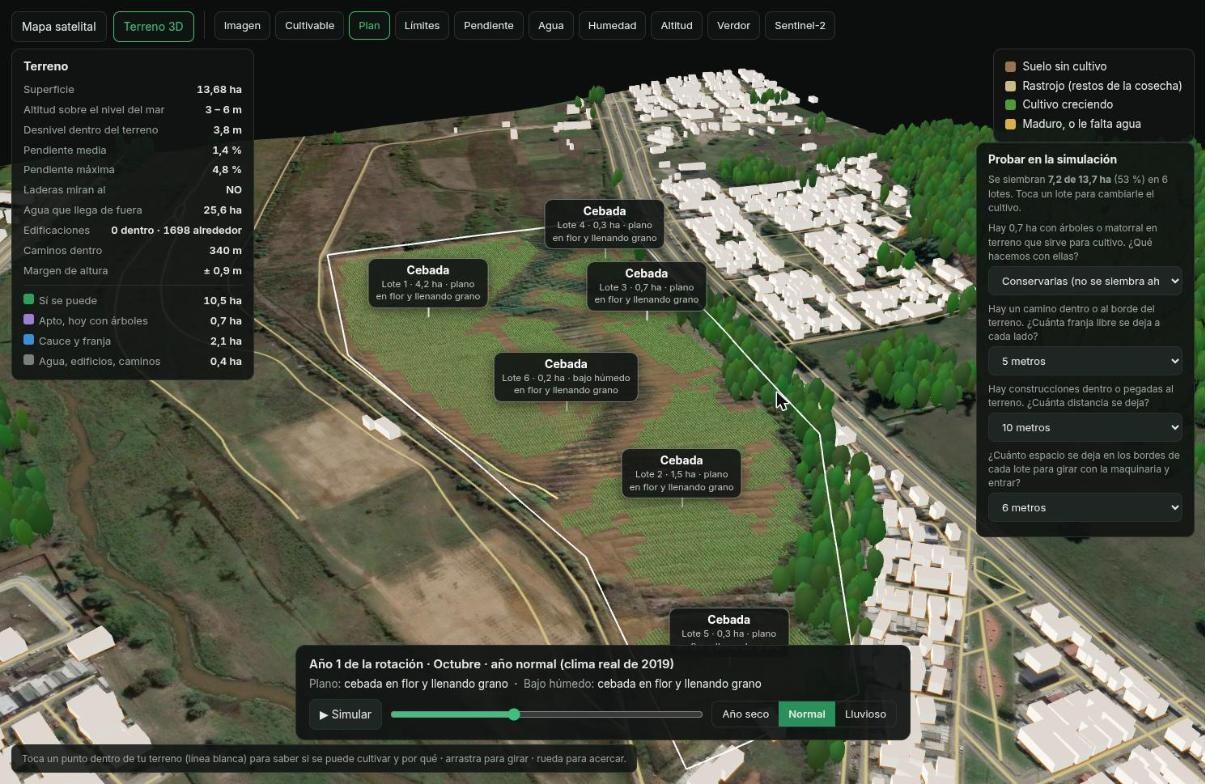 Mapa satelital
Terreno 3D
Imagen
Cultivable
Plan
Límites
Pendiente
Agua
Humedad
Altitud
Verdor
Sentinel-2
Terreno
Superficie 13,68 ha
Altitud sobre el nivel del mar 3 – 6 m
Desnivel dentro del terreno 3,8 m
Pendiente media 1,4 %
Pendiente máxima 4,8 %
Laderas miran al NO
Agua que llega de fuera 25,6 ha
Edificaciones 0 dentro · 1698 alrededor
Caminos dentro 340 m
Margen de altura ± 0,9 m
Sí se puede 10,5 ha
Apto, hoy con árboles 0,7 ha
Cauce y franja 2,1 ha
Agua, edificios, caminos 0,4 ha
Suelo sin cultivo
Rastrojo (restos de la cosecha)
Cultivo creciendo
Maduro, o le falta agua
Probar en la simulación
Se siembran 7,2 de 13,7 ha (53 %) en 6
lotes. Toca un lote para cambiarle el
cultivo.
Hay 0,7 ha con árboles o matorral en
terreno que sirve para cultivo. ¿Qué
hacemos con ellas?
Conservarlas (no se siembra ah
Hay un camino dentro o al borde del
terreno. ¿Cuánta franja libre se deja a
cada lado?
5 metros
Hay construcciones dentro o pegadas al
terreno. ¿Cuánta distancia se deja?
10 metros
¿Cuánto espacio se deja en los bordes de
cada lote para girar con la maquinaria y
entrar?
6 metros
Cebada
Lote 4 · 0,3 ha · plano
en flor y llenando grano
Cebada
Lote 1 · 4,2 ha · plano
en flor y llenando grano
Cebada
Lote 3 · 0,7 ha · plano
en flor y llenando grano
Cebada
Lote 6 · 0,2 ha · bajo húmedo
en flor y llenando grano
Cebada
Lote 2 · 1,5 ha · plano
en flor y llenando grano
Cebada
Lote 5 · 0,3 ha · plano
Año 1 de la rotación · Octubre · año normal (clima real de 2019)
Plano: cebada en flor y llenando grano · Bajo húmedo: cebada en flor y llenando grano
▶ Simular
Año seco
Normal
Lluvioso
Toca un punto dentro de tu terreno (línea blanca) para saber si se puede cultivar y por qué · arrastra para girar · rueda para acercar.